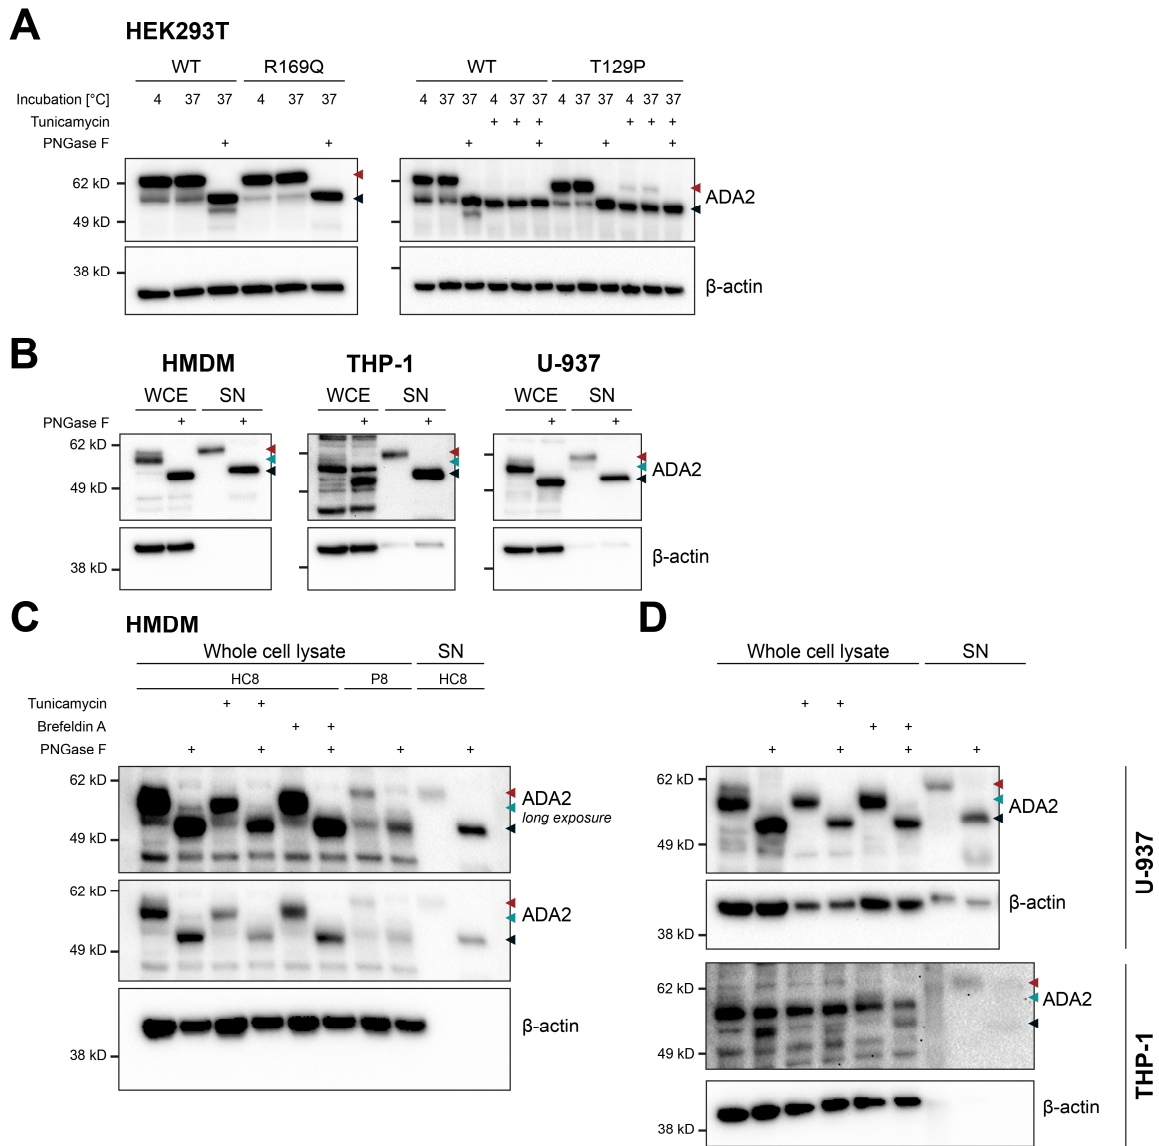 A
HEK293T
WT R169Q WT T129P
Incubation [°C] 4 37 37 4 37 37 4 37 37 4 37 37 4 37 37 4 37 37
Tunicamycin + + + + + +
PNGase F + + + + + +
62 kD
ADA2
49 kD
38 kD
β-actin
B
HMDM THP-1 U-937
WCE SN WCE SN WCE SN
PNGase F + + + + + +
62 kD
ADA2
49 kD
β-actin
38 kD
C
HMDM
Whole cell lysate SN
HC8 P8 HC8
Tunicamycin + +
Brefeldin A + +
PNGase F + + + + +
62 kD
ADA2
long exposure
49 kD
62 kD
ADA2
49 kD
β-actin
38 kD
D
Whole cell lysate SN
+ +
+ +
+ + + +
62 kD
ADA2
49 kD
β-actin
38 kD
U-937
62 kD
ADA2
49 kD
β-actin
38 kD
THP-1